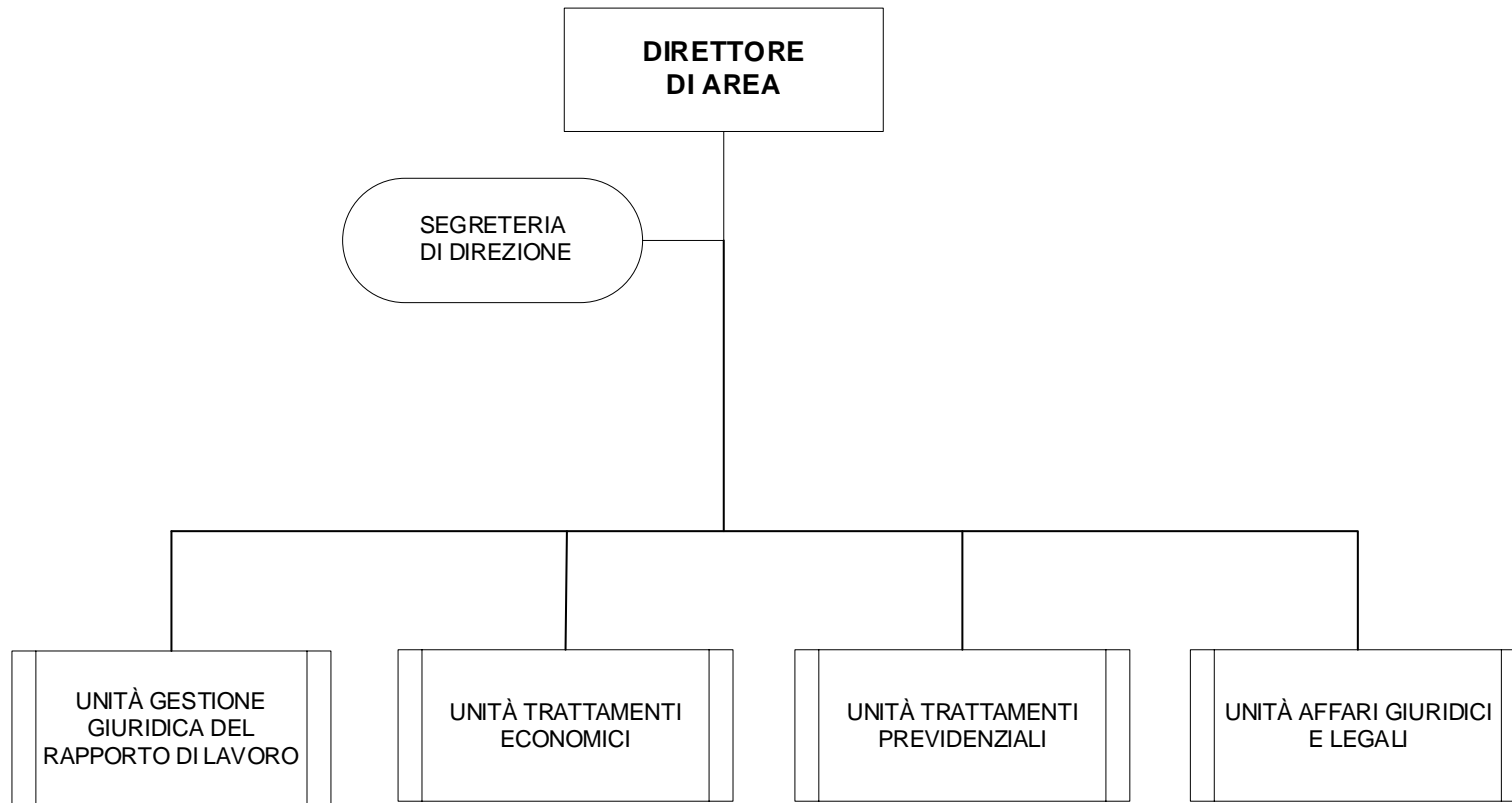 DIRETTORE
DI AREA
SEGRETERIA
DI DIREZIONE
UNITÀ GESTIONE
GIURIDICA DEL
RAPPORTO DI LAVORO
UNITÀ TRATTAMENTI
ECONOMICI
UNITÀ TRATTAMENTI
PREVIDENZIALI
UNITÀ AFFARI GIURIDICI
E LEGALI